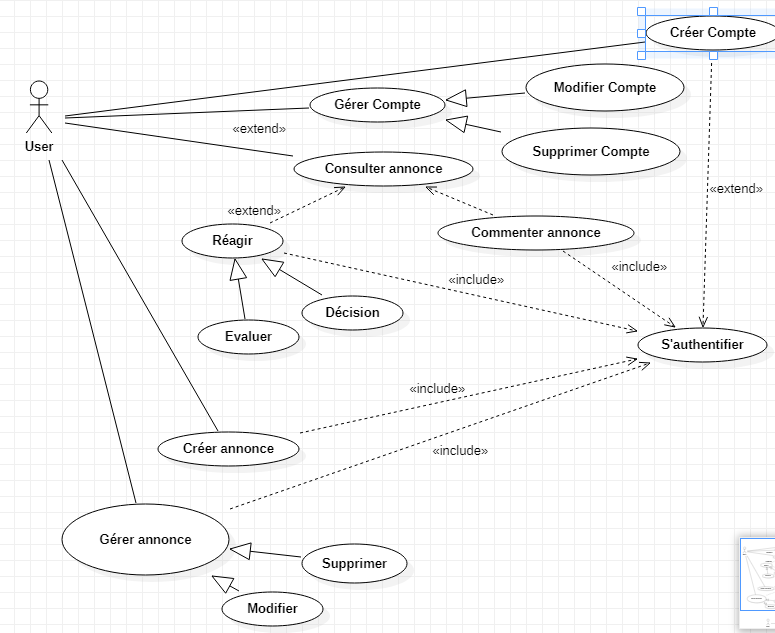 Créer Compte
Modifier Compte
Gérer Compte
«extend»
User
Supprimer Compte
Consulter annonce
«extend»
«extend»
Réagir
Commenter annonce
«include»
«include»
Décision
Evaluer
S'authentifier
«include»
Créer annonce
«include»
Gérer annonce
Supprimer
Modifier